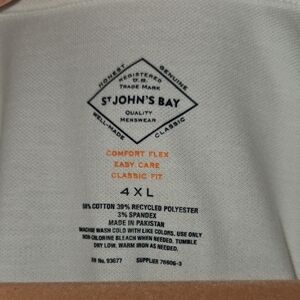 HONEST
GENUINE
REGISTERED
U.S.
TRADE MARK
ST JOHN'S BAY
QUALITY
MENSWEAR
WELL-MADE
CLASSIC
COMFORT FLEX
EASY CARE
CLASSIC FIT
4XL
COTTON 39% RECYCLED POLYESTER
3% SPANDEX
MADE IN PAKISTAN
MACHINE WASH COLD WITH LIKE COLORS. USE ONLY
NON-CHLORINE BLEACH WHEN NEEDED. TUMBLE
DRY LOW. WARM IRON AS NEEDED.
RN No. 93677 SUPPLIER 76606-3